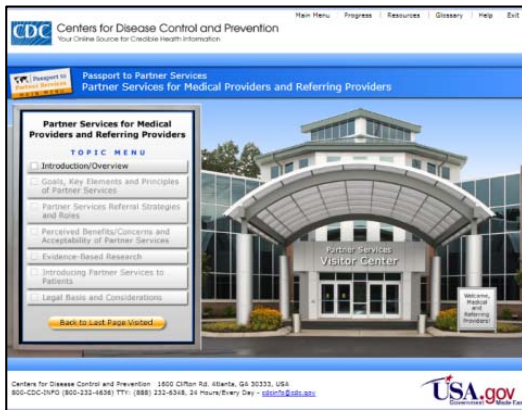 Main Menu Progress Resources Glossary Help Exit
CDC Centers for Disease Control and Prevention
Your Online Source for Credible Health Information
Passport to Partner Services
MAIN MENU
Passport to Partner Services
Partner Services for Medical Providers and Referring Providers
Partner Services for Medical
Providers and Referring Providers
TOPIC MENU
Introduction/Overview
Goals, Key Elements and Principles
of Partner Services
Partner Services Referral Strategies
and Roles
Perceived Benefits/Concerns and
Acceptability of Partner Services
Evidence-Based Research
Introducing Partner Services to
Patients
Legal Basis and Considerations
Back to Last Page Visited
Partner Services
Visitor Center
Welcome,
Medical
and
Referring
Providers!
Centers for Disease Control and Prevention 1600 Clifton Rd. Atlanta, GA 30333, USA
800-CDC-INFO (800-232-4636) TTY: (888) 232-6348, 24 Hours/Every Day - cdcinfo@cdc.gov
USA.gov
Government Made Easy